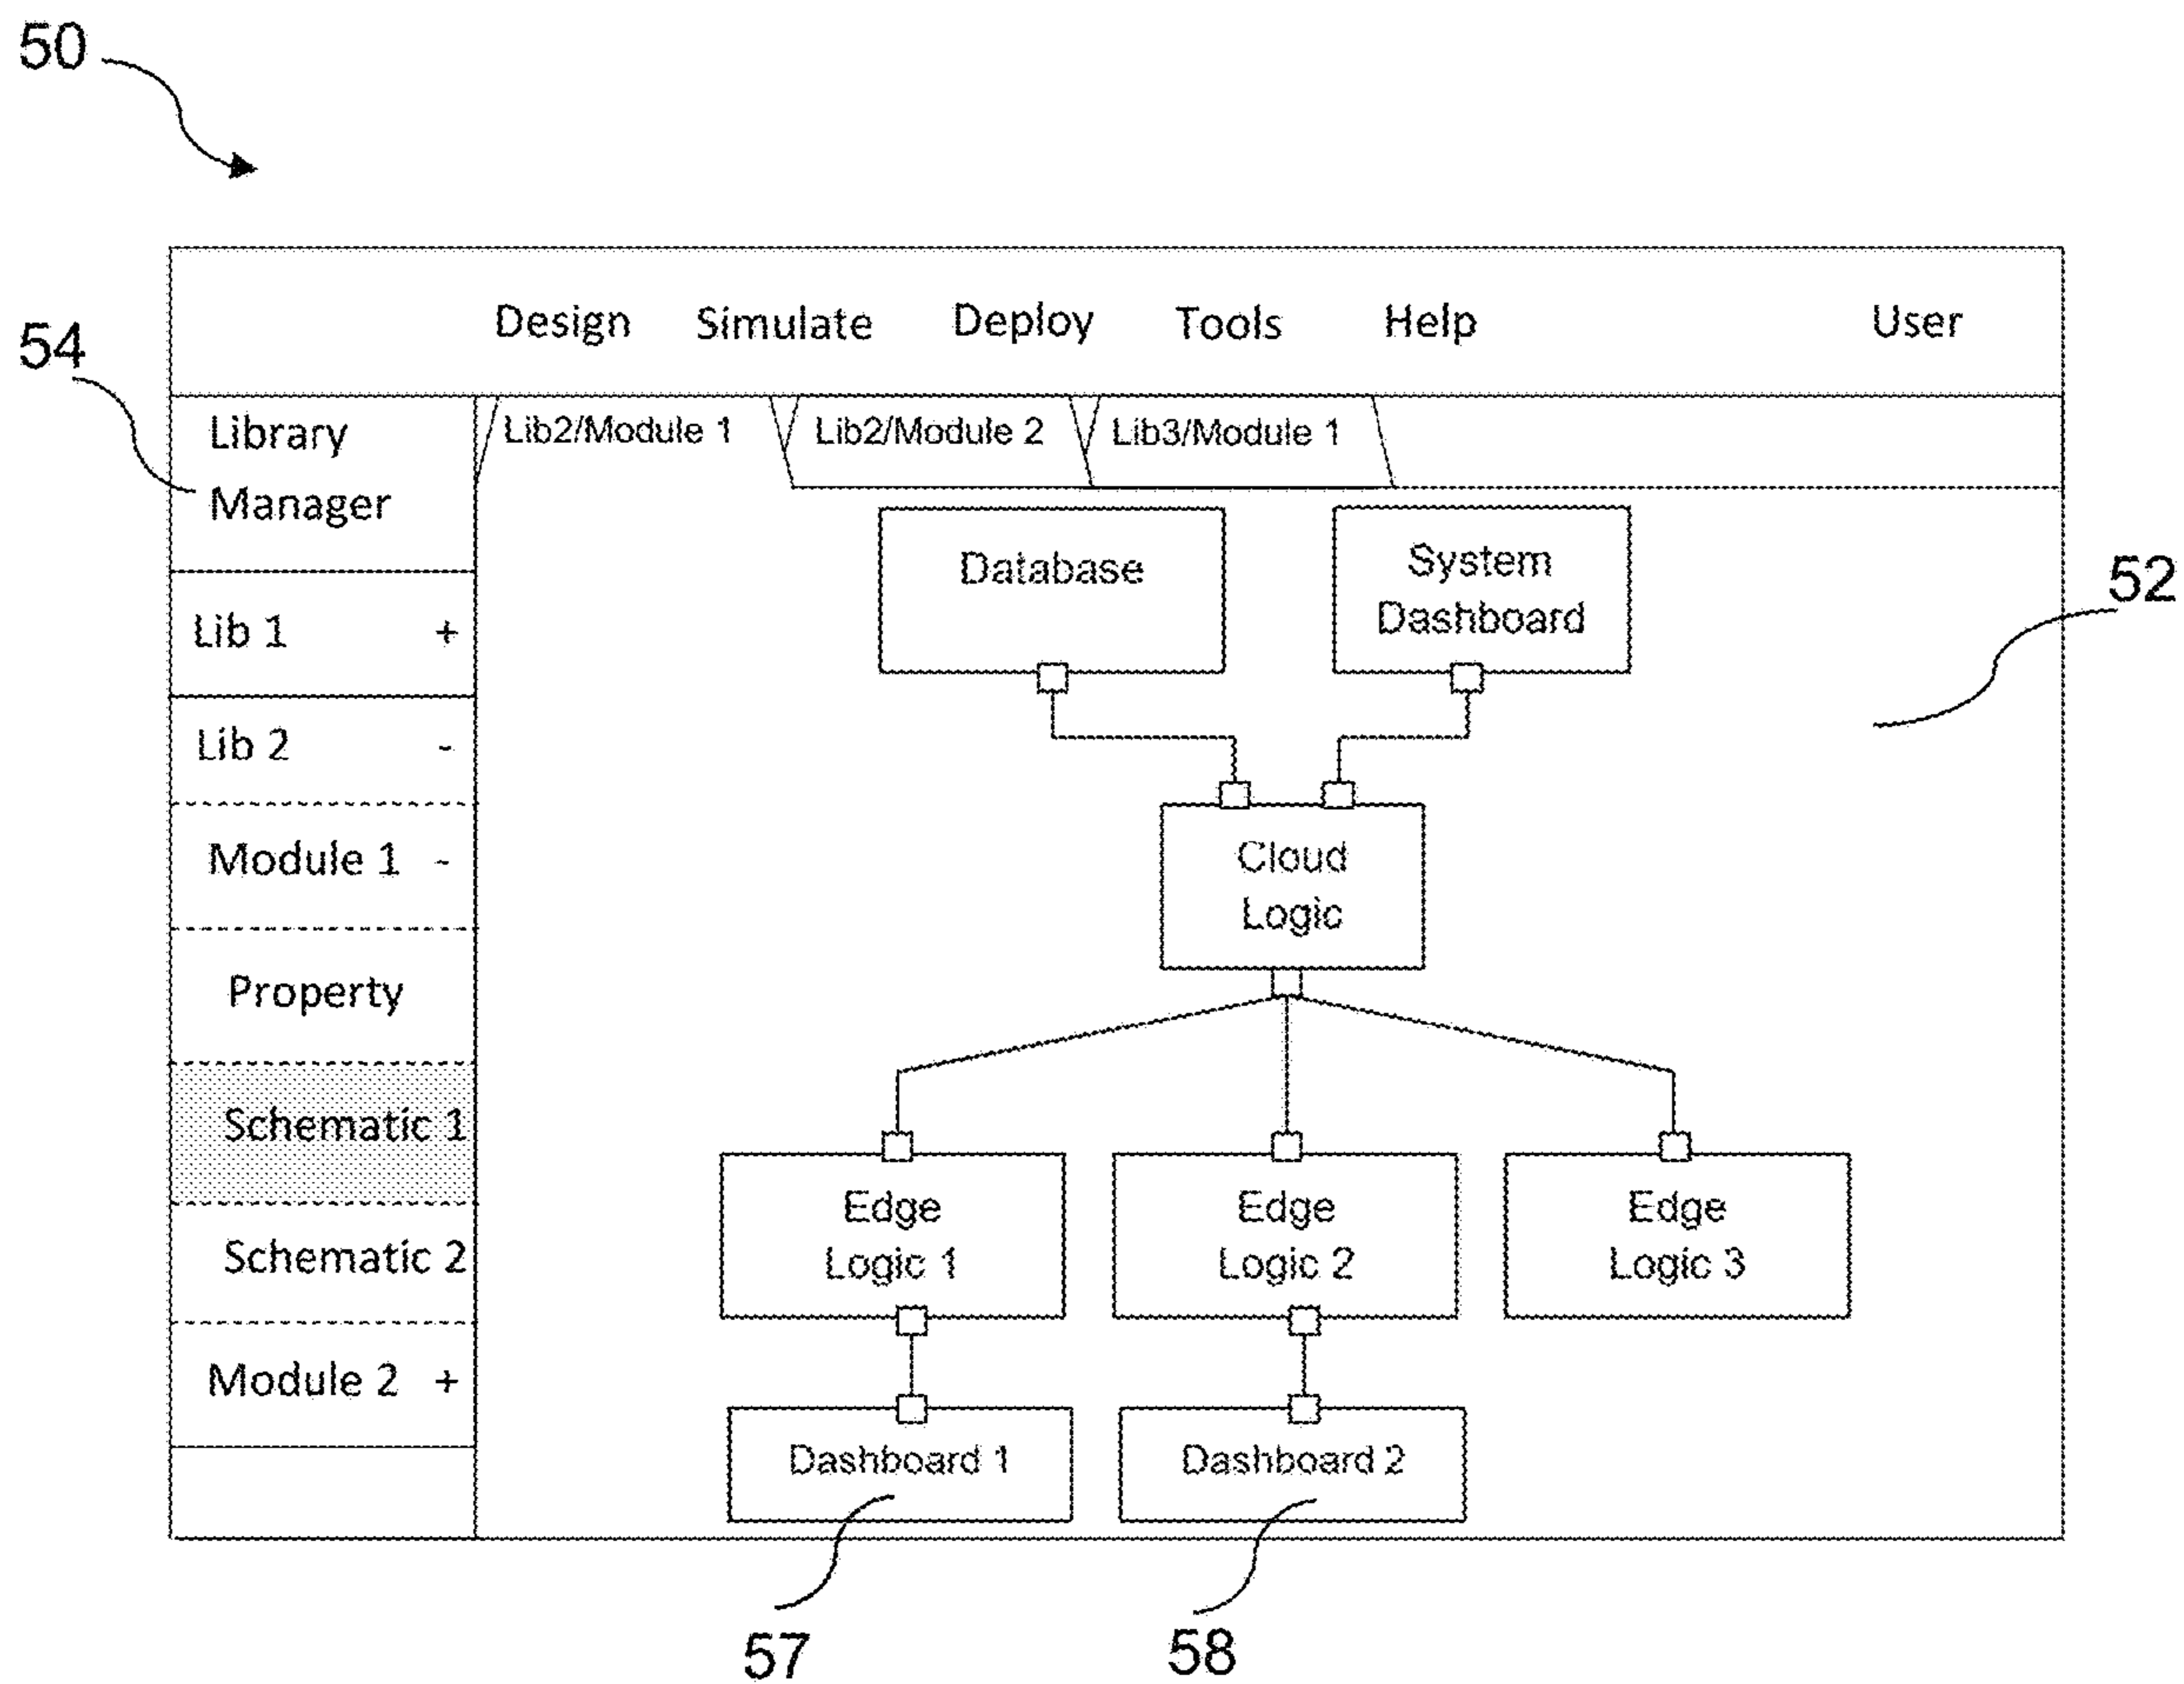 50
Design Simulate Deploy Tools Help User
54
Library
Manager
Lib2/Module 1 Lib2/Module 2 Lib3/Module 1
Lib 1 +
Lib 2 -
Module 1 -
Property
Schematic 1
Schematic 2
Module 2 +
Database
System
Dashboard
52
Cloud
Logic
Edge
Logic 1
Edge
Logic 2
Edge
Logic 3
Dashboard 1
Dashboard 2
57
58